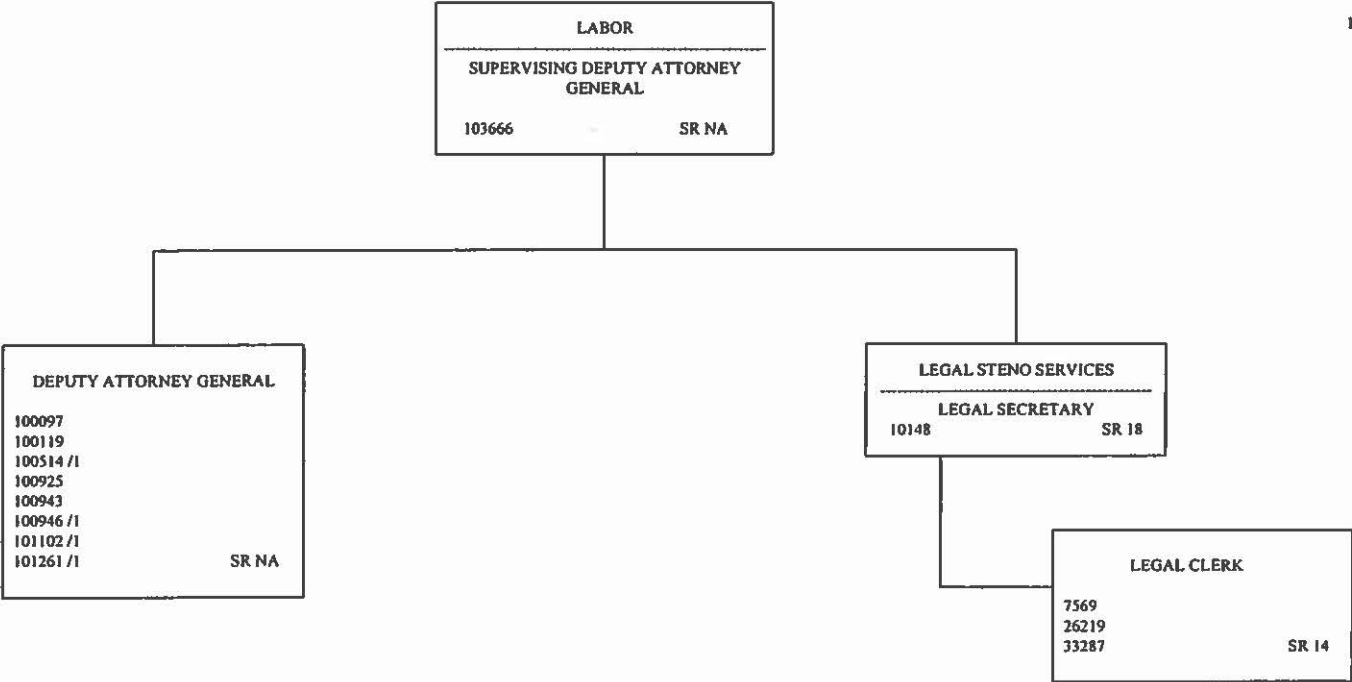 LABOR
SUPERVISING DEPUTY ATTORNEY
GENERAL
103666 SR NA
DEPUTY ATTORNEY GENERAL
100097
100119
100514 /1
100925
100943
100946 /1
101102 /1
101261 /1 SR NA
LEGAL STENO SERVICES
LEGAL SECRETARY
10148 SR 18
LEGAL CLERK
7569
26219
33287 SR 14